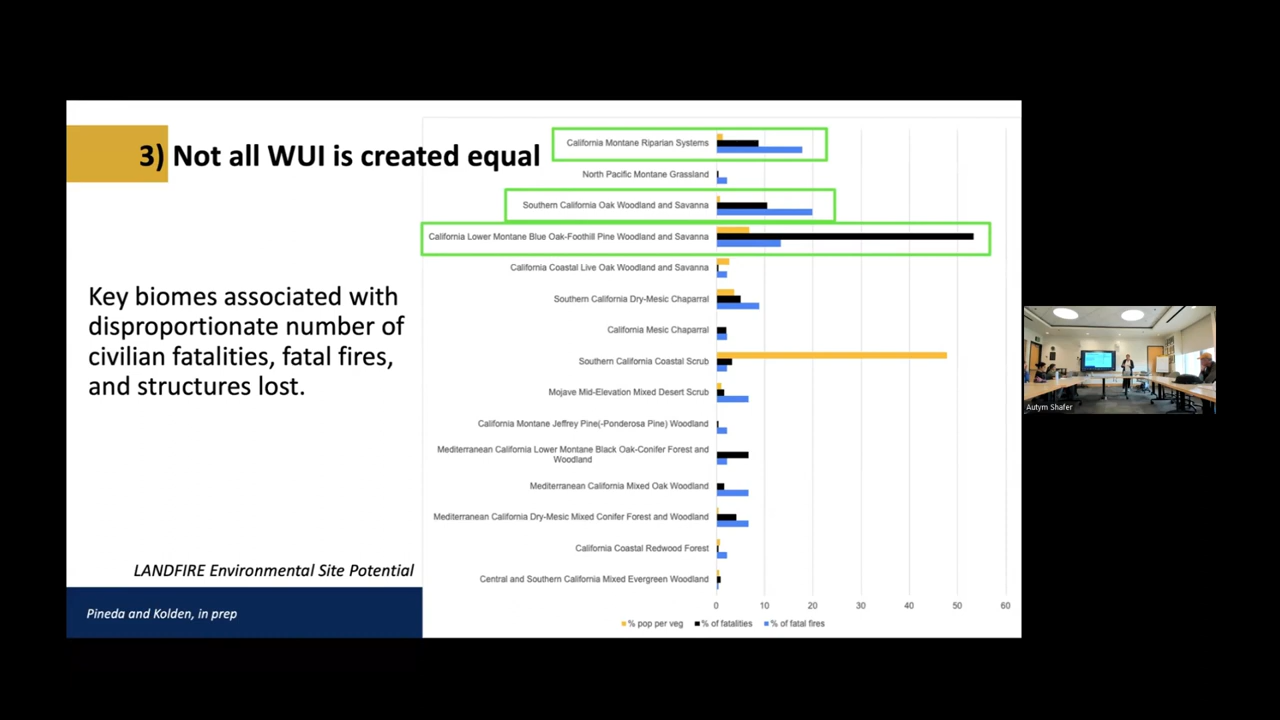 3) Not all WUI is created equal
Key biomes associated with
disproportionate number of
civilian fatalities, fatal fires,
and structures lost.
LANDFIRE Environmental Site Potential
Pineda and Kolden, in prep
California Montane Riparian Systems
North Pacific Montane Grassland
Southern California Oak Woodland and Savanna
California Lower Montane Blue Oak-Foothill Pine Woodland and Savanna
California Coastal Live Oak Woodland and Savanna
Southern California Dry-Mesic Chaparral
California Mesic Chaparral
Southern California Coastal Scrub
Mojave Mid-Elevation Mixed Desert Scrub
California Montane Jeffrey Pine(-Ponderosa Pine) Woodland
Mediterranean California Lower Montane Black Oak-Conifer Forest and
Woodland
Mediterranean California Mixed Oak Woodland
Mediterranean California Dry-Mesic Mixed Conifer Forest and Woodland
California Coastal Redwood Forest
Central and Southern California Mixed Evergreen Woodland
0 10 20 30 40 50 60
% pop per veg % of fatalities % of fatal fires
Autym Shafer